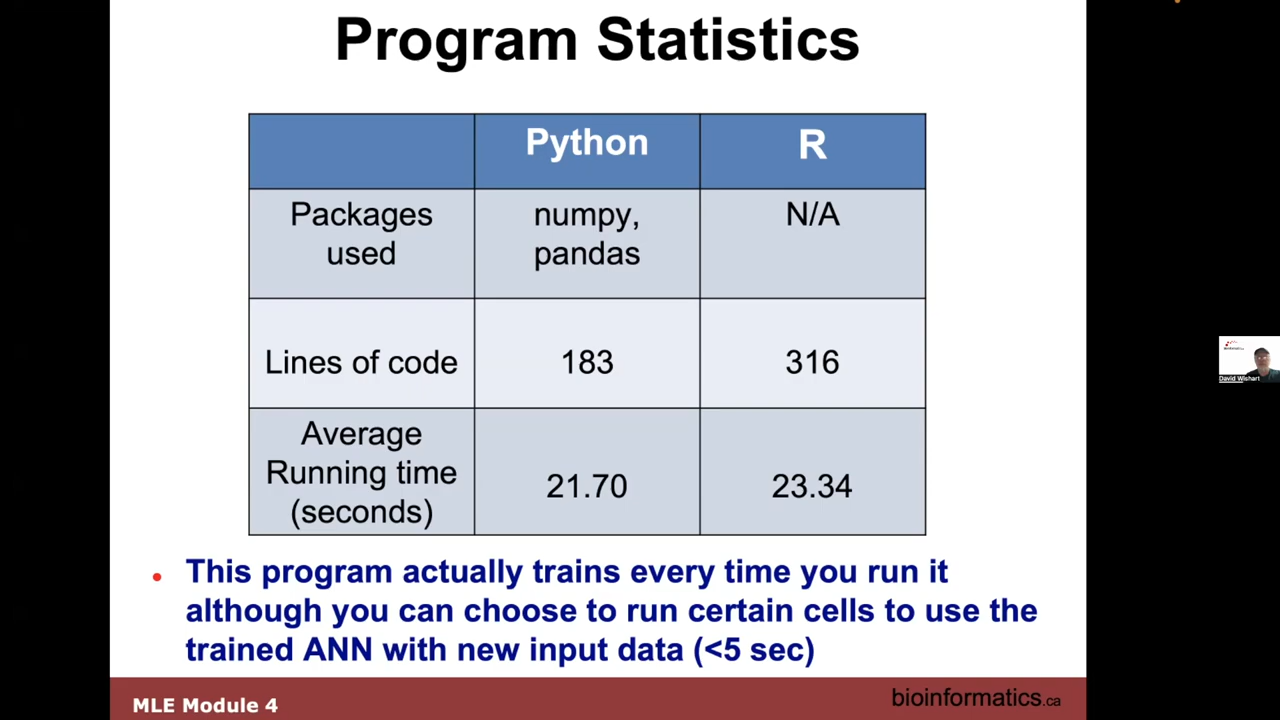 Program Statistics
Python
R
Packages
used
numpy,
pandas
N/A
Lines of code
183
316
Average
Running time
(seconds)
21.70
23.34
• This program actually trains every time you run it
although you can choose to run certain cells to use the
trained ANN with new input data (<5 sec)
MLE Module 4
bioinformatics.ca
David Wishart